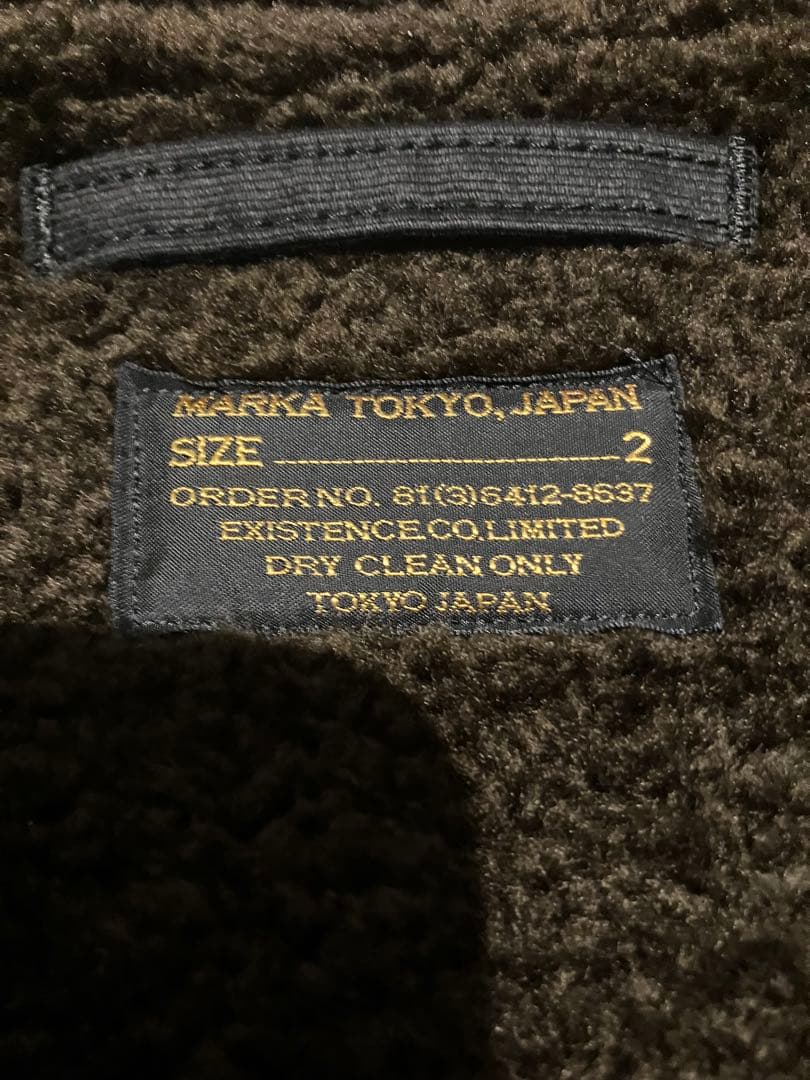 MARKA TOKYO, JAPAN
SIZE 2
ORDER NO. 81(3)6412-8637
EXISTENCE.CO.LIMITED
DRY CLEAN ONLY
TOKYO JAPAN